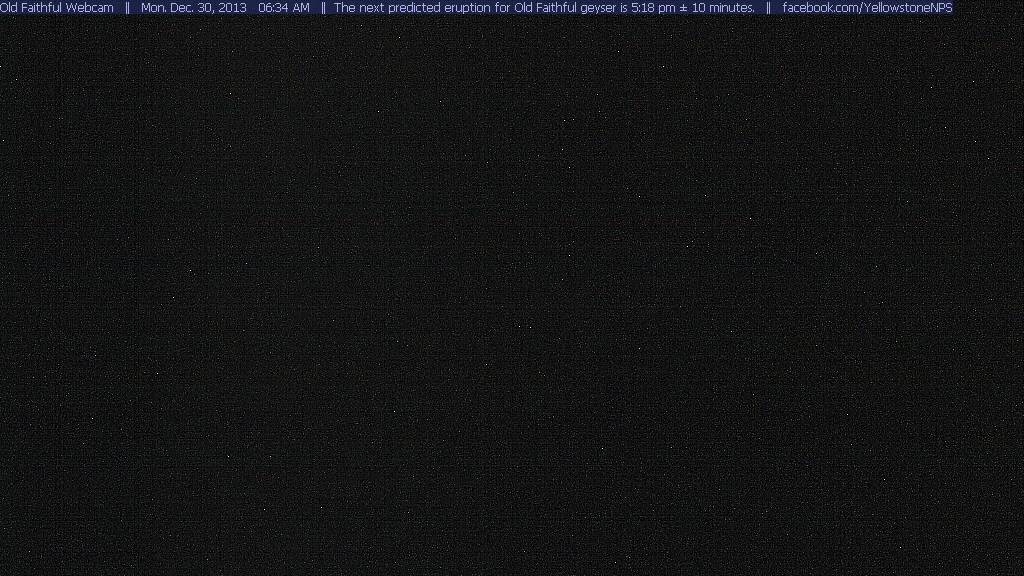 Old Faithful Webcam || Mon. Dec. 30, 2013 06:34 AM || The next predicted eruption for Old Faithful geyser is 5:18 pm ± 10 minutes. || facebook.com/YellowstoneNPS